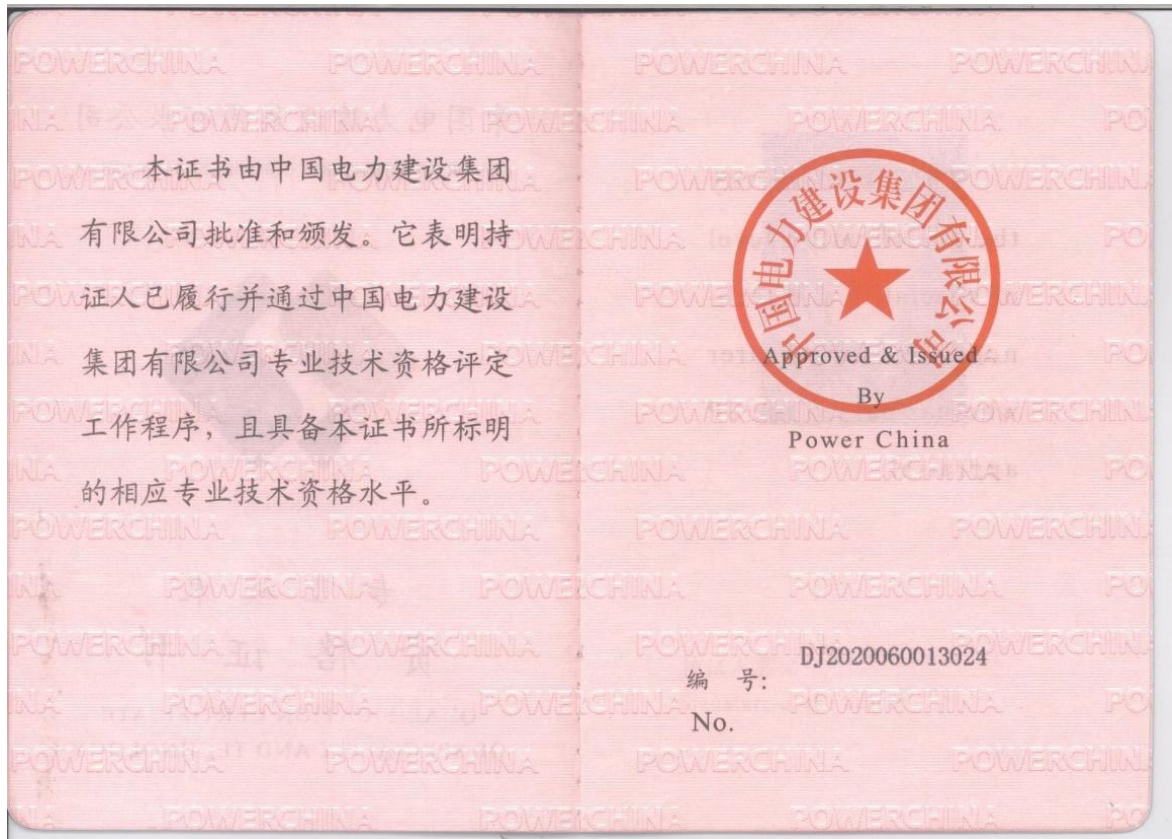 本证书由中国电力建设集团
有限公司批准和颁发。它表明持
证人已履行并通过中国电力建设
集团有限公司专业技术资格评定
工作程序，且具备本证书所标明
的相应专业技术资格水平。
中国电力建设集团有限公司
Approved & Issued
By
Power China
DJ2020060013024
编 号:
No.
POWERCHINA